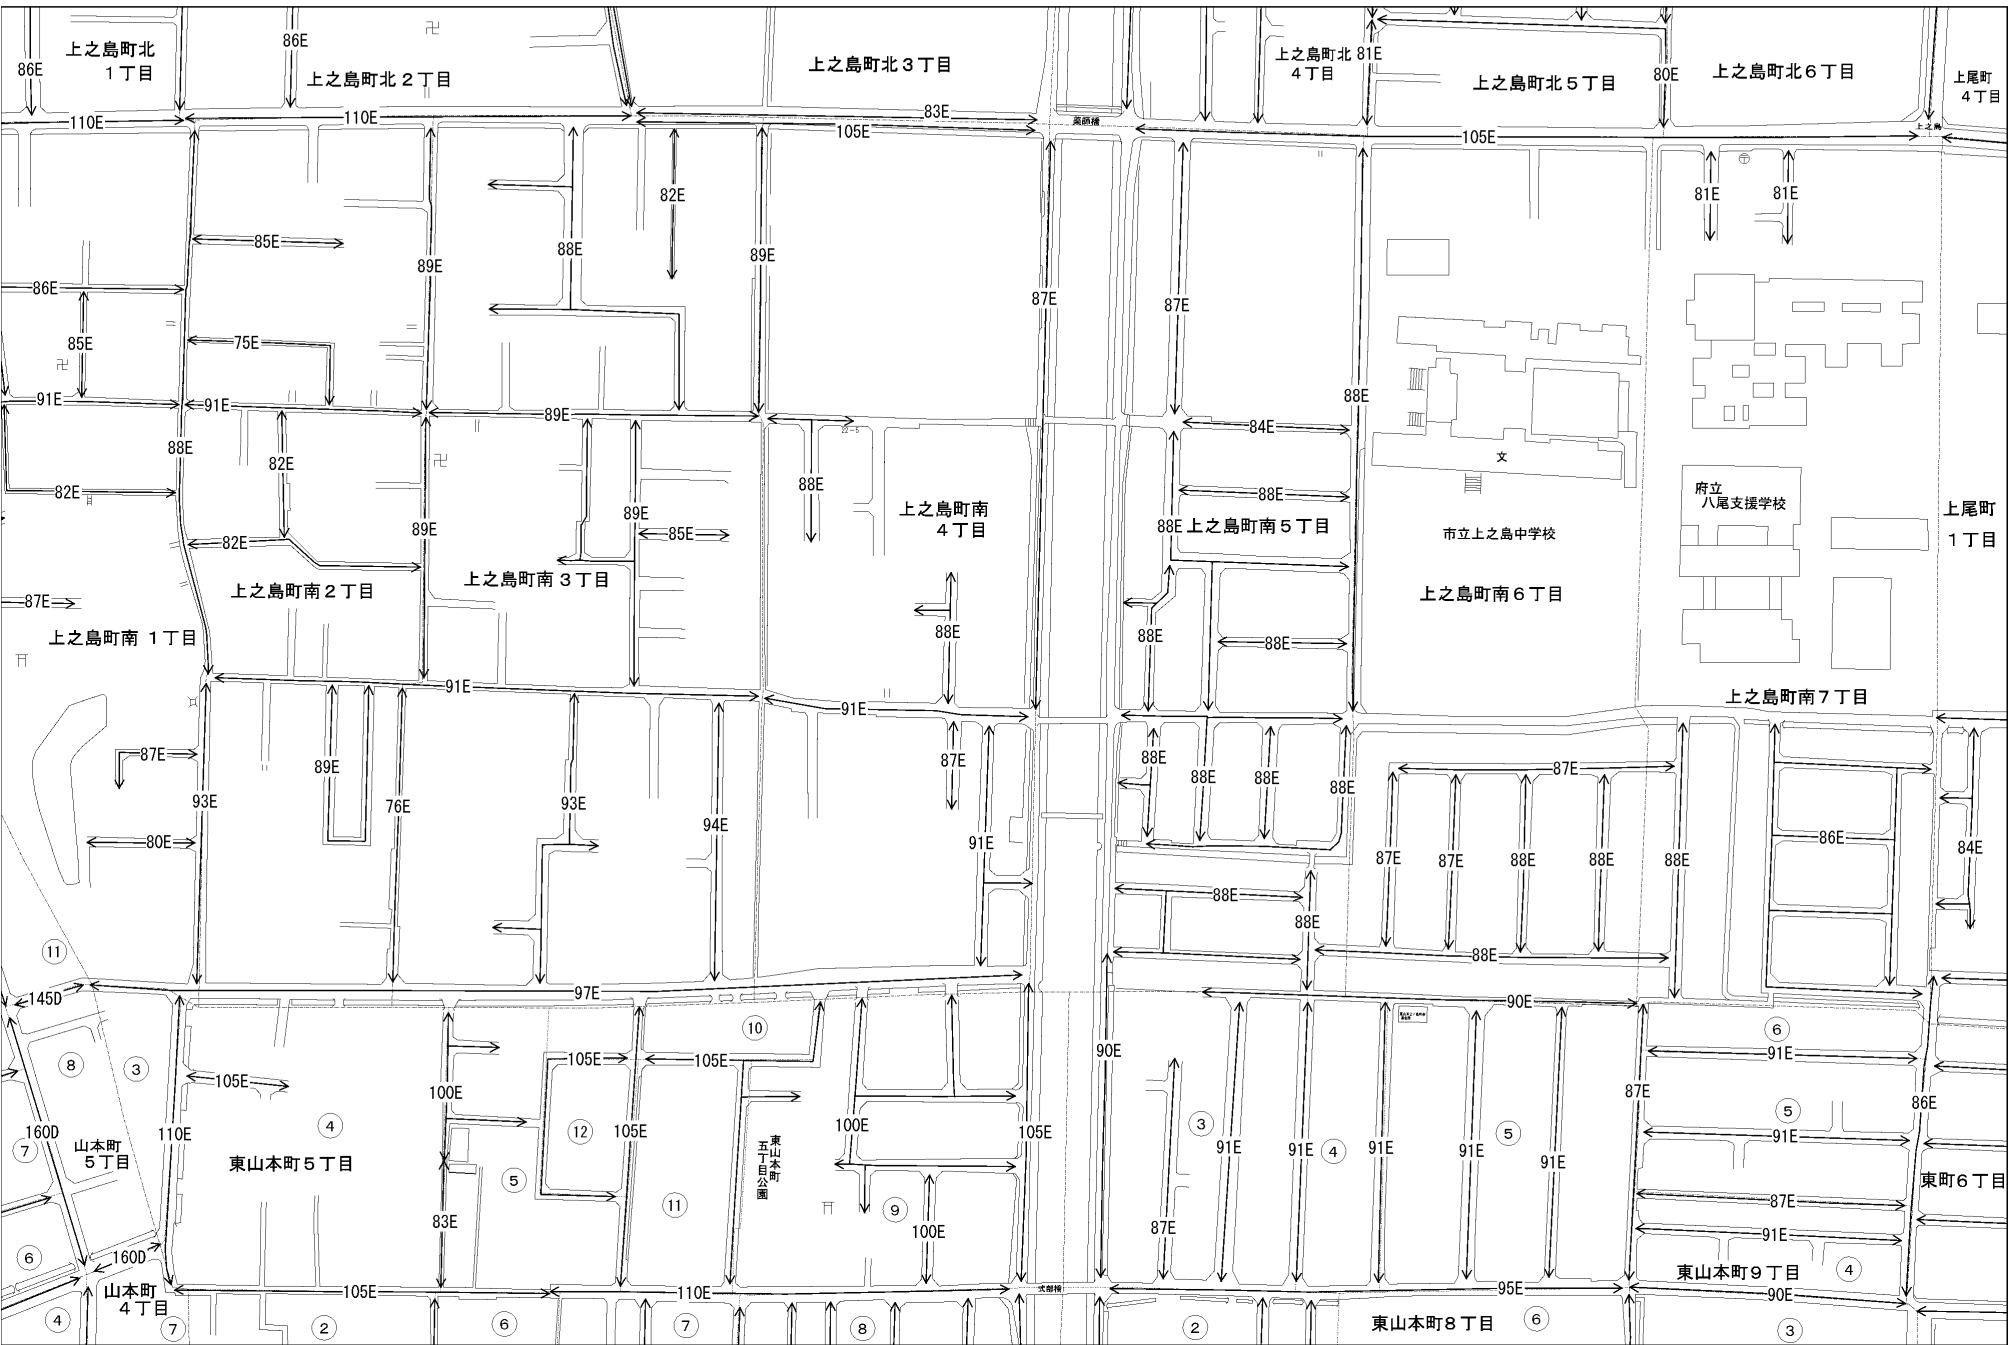 上之島町北
1丁目
86E
86E
上之島町北2丁目
上之島町北3丁目
上之島町北
4丁目
81E
上之島町北5丁目
80E
上之島町北6丁目
上尾町
4丁目
110E
110E
83E
105E
薬師橋
105E
上之島
82E
81E
81E
85E
88E
89E
89E
86E
87E
87E
85E
75E
91E
91E
89E
88E
84E
22-5
88E
82E
82E
88E
88E
文
府立
八尾支援学校
上之島町南
4丁目
89E
89E
88E
上之島町南5丁目
市立上之島中学校
上尾町
1丁目
82E
85E
上之島町南2丁目
上之島町南3丁目
上之島町南6丁目
87E
上之島町南1丁目
88E
88E
88E
91E
91E
上之島町南7丁目
87E
89E
93E
76E
93E
87E
88E
88E
88E
88E
87E
80E
94E
91E
87E
87E
88E
88E
88E
86E
84E
88E
88E
11
145D
97E
88E
90E
8
3
105E
100E
105E
105E
10
90E
6
91E
87E
86E
7
160D
山本町
5丁目
110E
4
東山本町5丁目
12
105E
5
東山本町
五丁目公園
100E
105E
3
91E
91E
4
91E
91E
5
91E
5
91E
東町6丁目
83E
11
9
100E
87E
87E
91E
6
160D
山本町
4丁目
105E
110E
式部橋
95E
東山本町9丁目
4
90E
4
7
2
6
7
8
2
東山本町8丁目
6
3